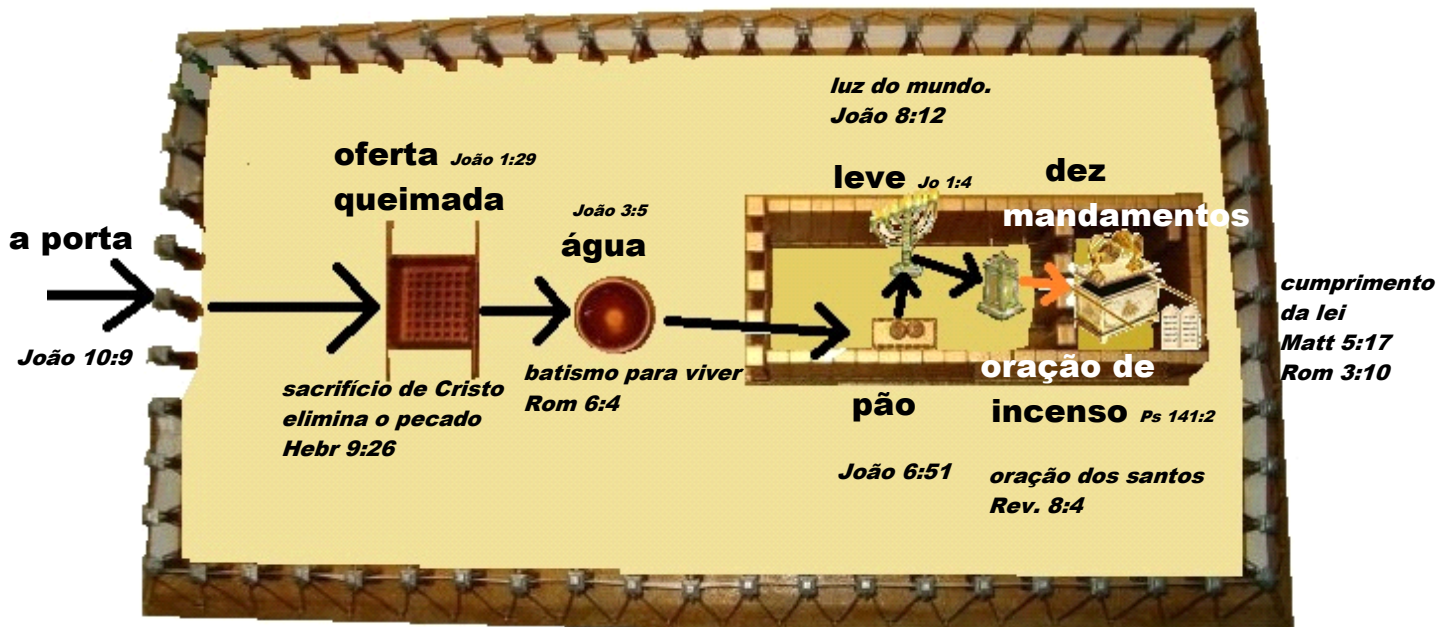 a porta
João 10:9
oferta João 1:29
queimada
sacrifício de Cristo
elimina o pecado
Hebr 9:26
João 3:5
água
batismo para viver
Rom 6:4
luz do mundo.
João 8:12
leve Jo 1:4
pão
João 6:51
dez
mandamentos
oração de
incenso Ps 141:2
oração dos santos
Rev. 8:4
cumprimento
da lei
Matt 5:17
Rom 3:10